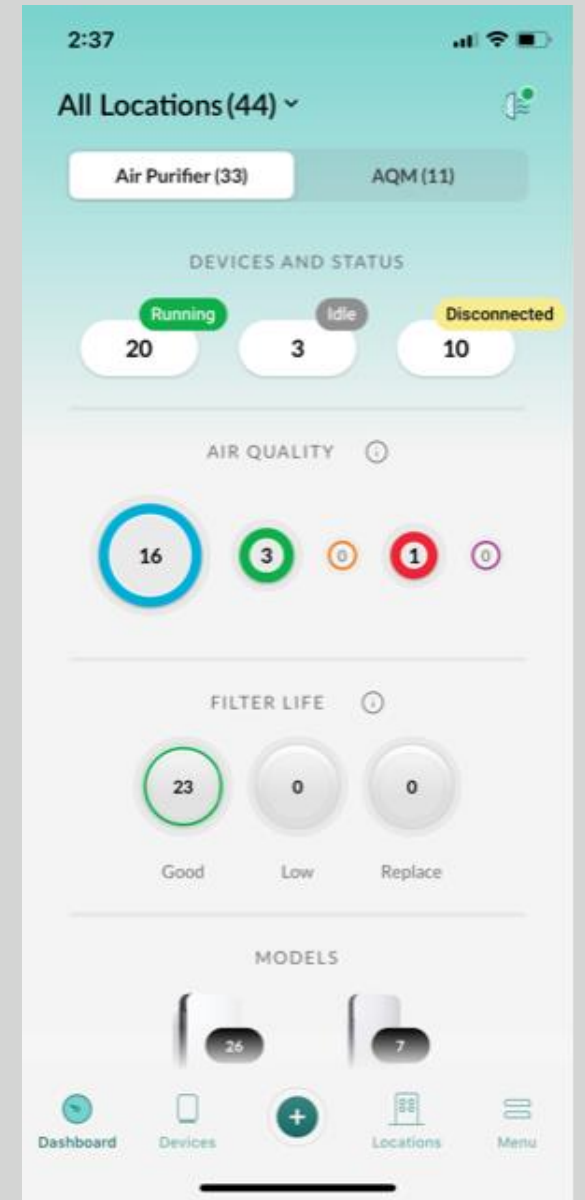 2:37
All Locations (44)
Air Purifier (33) AQM (11)
DEVICES AND STATUS
Running Idle Disconnected
20 3 10
AIR QUALITY
16 3 0 1 0
FILTER LIFE
23 0 0
Good Low Replace
MODELS
26 7
+
Dashboard Devices Locations Menu